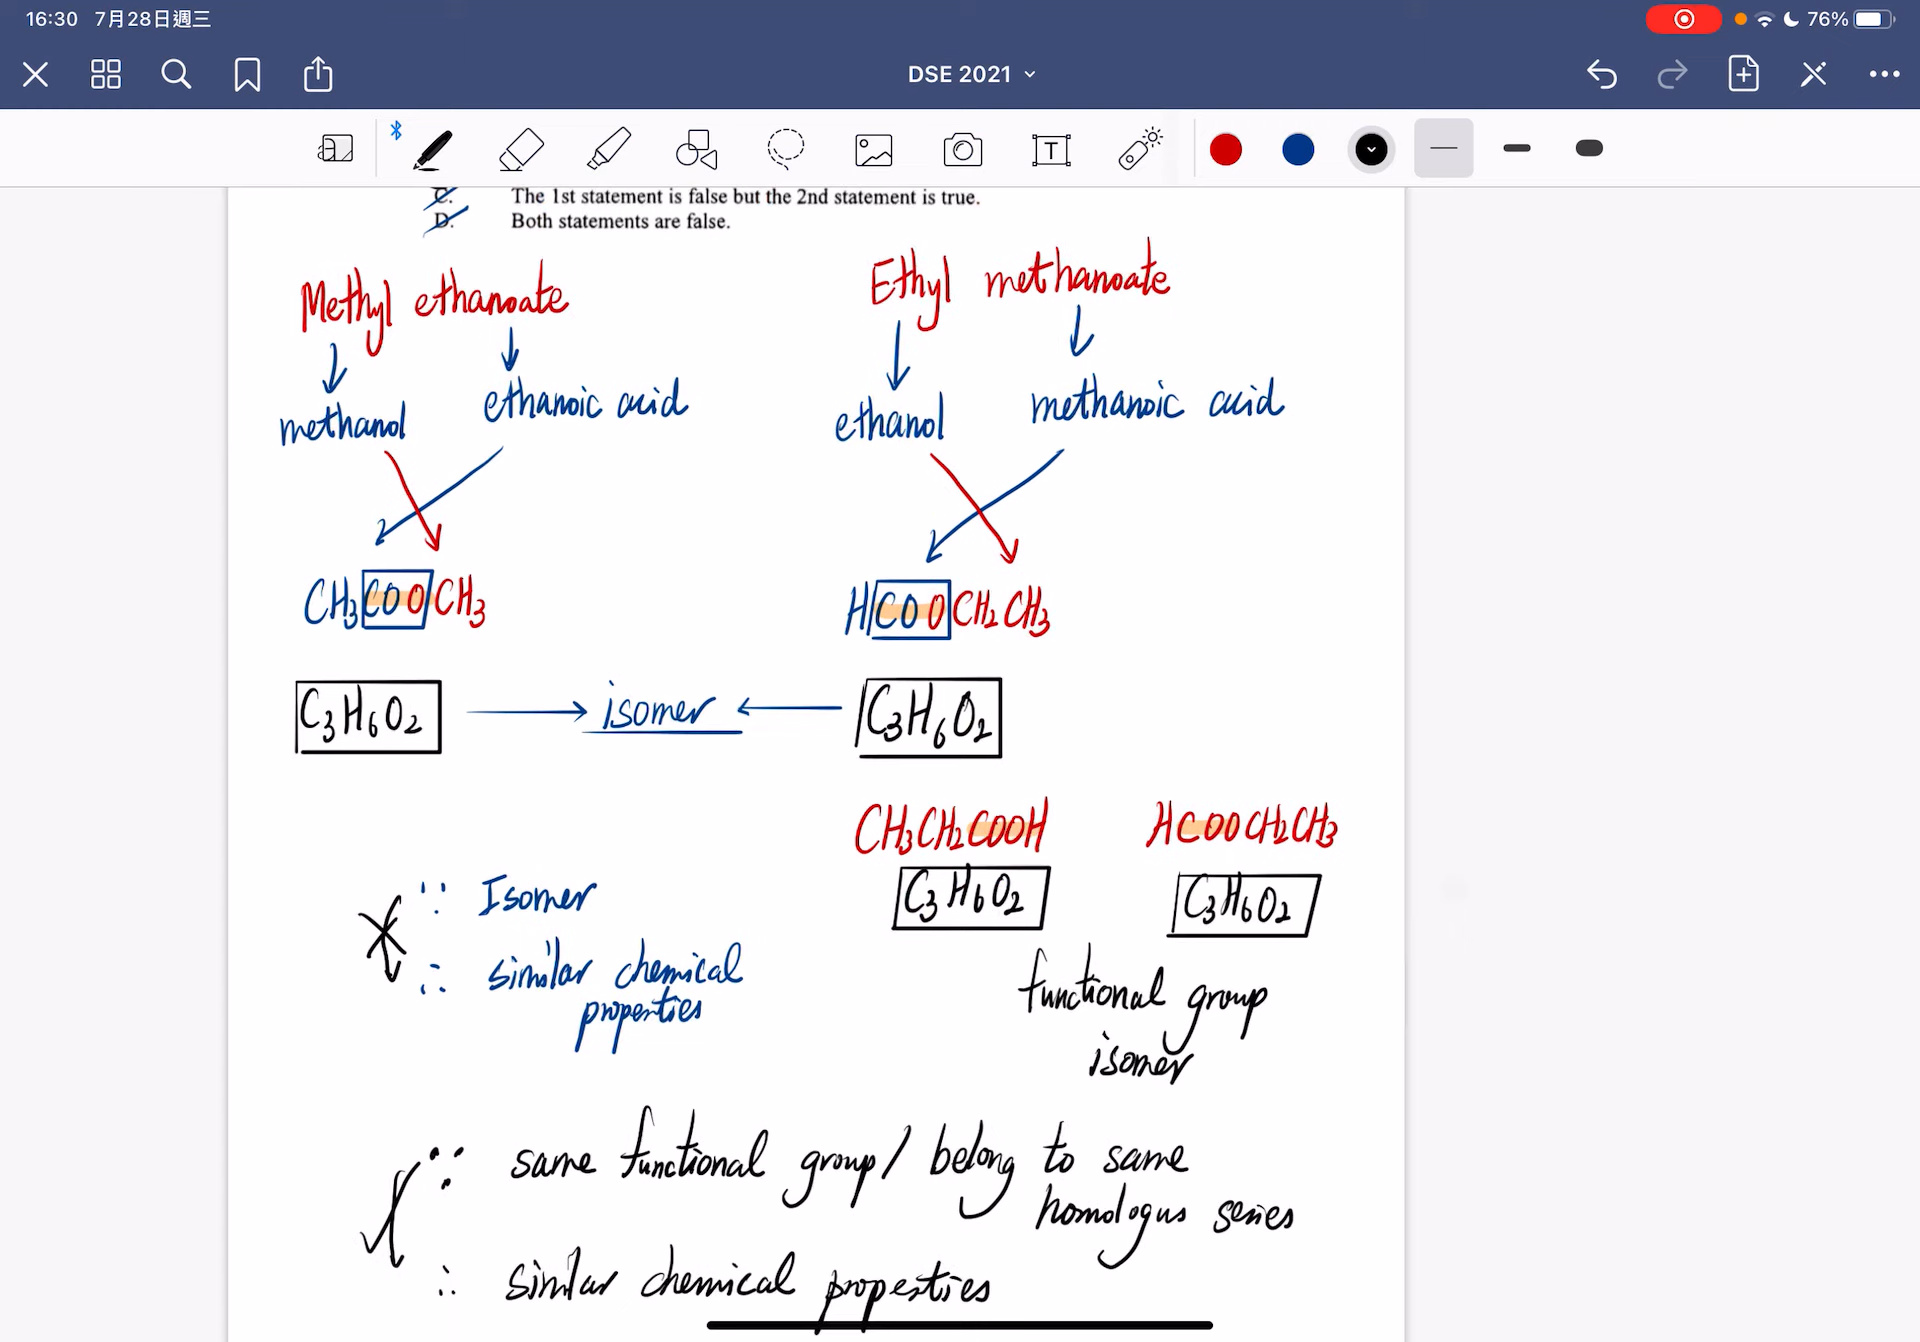 16:30 7月28日週三
76%
DSE 2021
T
C. The 1st statement is false but the 2nd statement is true.
D. Both statements are false.
Methyl ethanoate
Ethyl methanoate
methanol
ethanoic acid
ethanol
methanoic acid
CH3COOCH3
HCOOCH2CH3
C3H6O2
isomer
C3H6O2
CH3CH2COOH
HCOOCH2CH3
C3H6O2
C3H6O2
∵ Isomer
∴ similar chemical
properties
functional group
isomer
∵ same functional group / belong to same
homologus series
∴ similar chemical properties